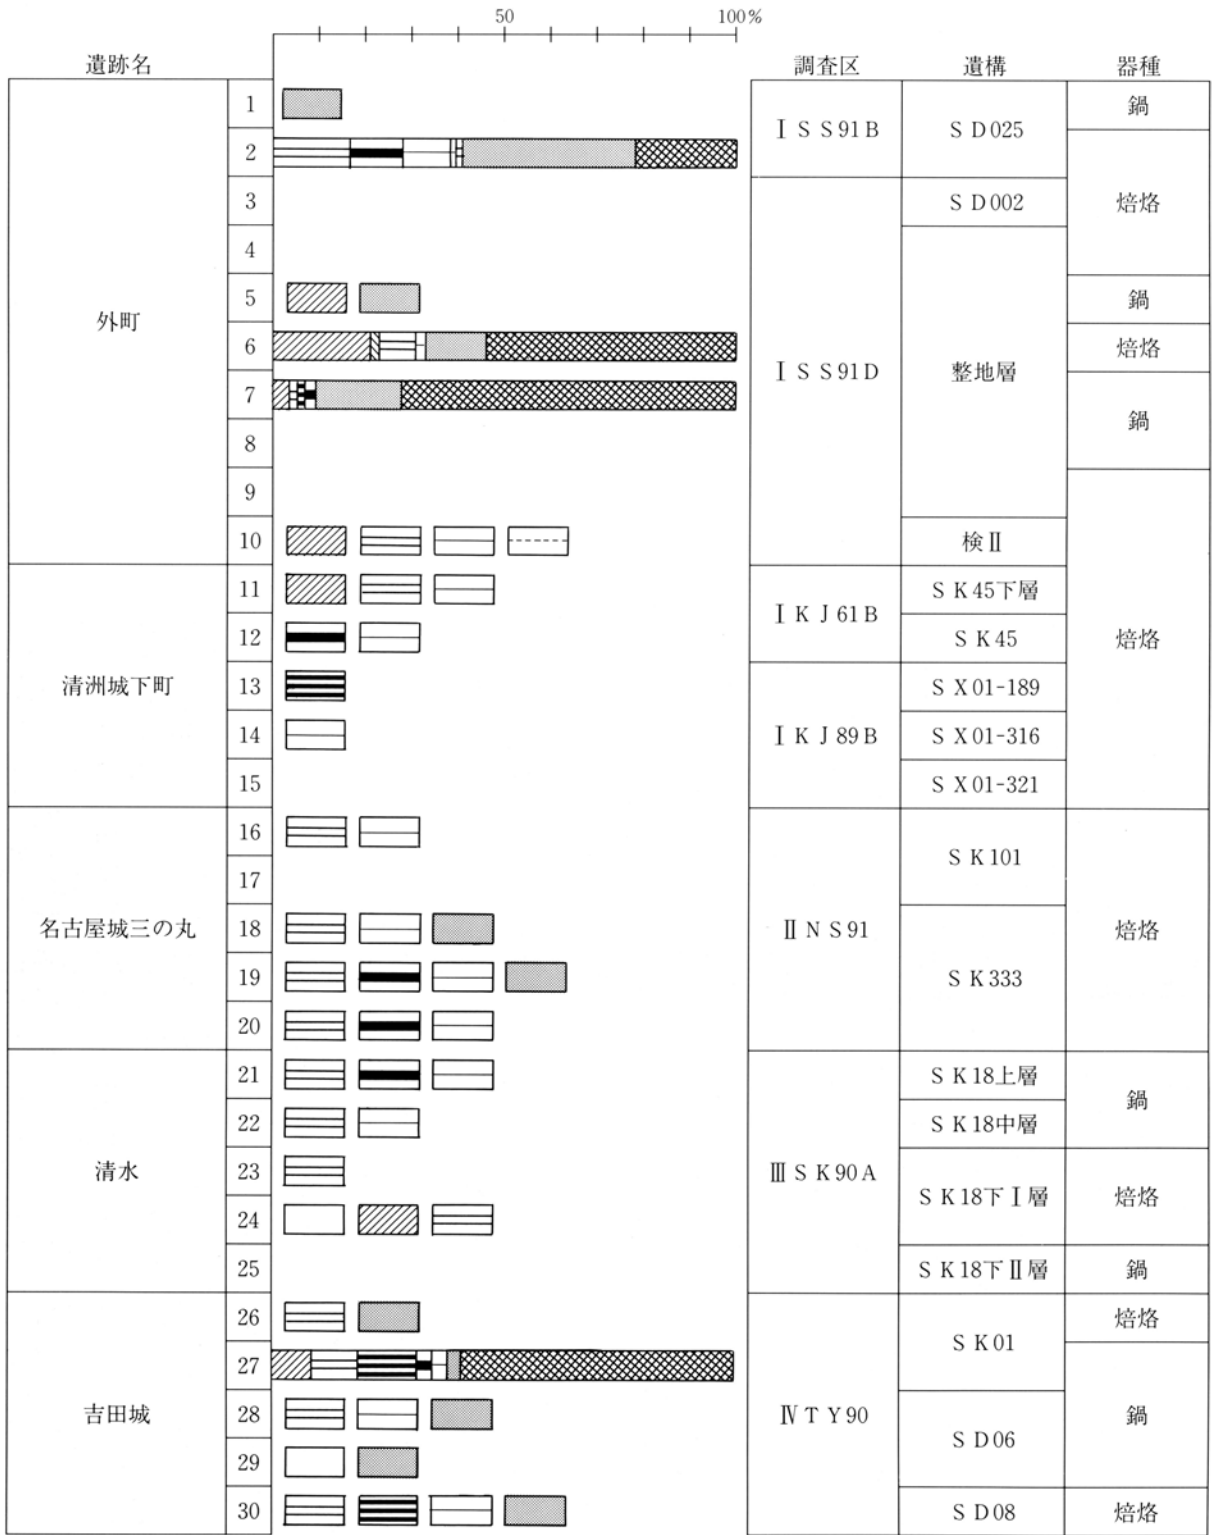 50 100%
遺跡名 調査区 遺構 器種
1 鍋
ⅠSS91B SD025
2
3 SD002 焙烙
4
5 鍋
外町
6 焙烙
ⅠSS91D 整地層
7
鍋
8
9
10 検Ⅱ
11 SK45下層
ⅠKJ61B
12 SK45 焙烙
清洲城下町 13 SX01-189
14 ⅠKJ89B SX01-316
15 SX01-321
16
SK101
17
名古屋城三の丸 18 ⅡNS91 焙烙
19 SK333
20
21 SK18上層
鍋
22 SK18中層
清水 23 ⅢSK90A
SK18下Ⅰ層 焙烙
24
25 SK18下Ⅱ層 鍋
26 焙烙
SK01
27
吉田城 28 ⅣTY90 鍋
SD06
29
30 SD08 焙烙